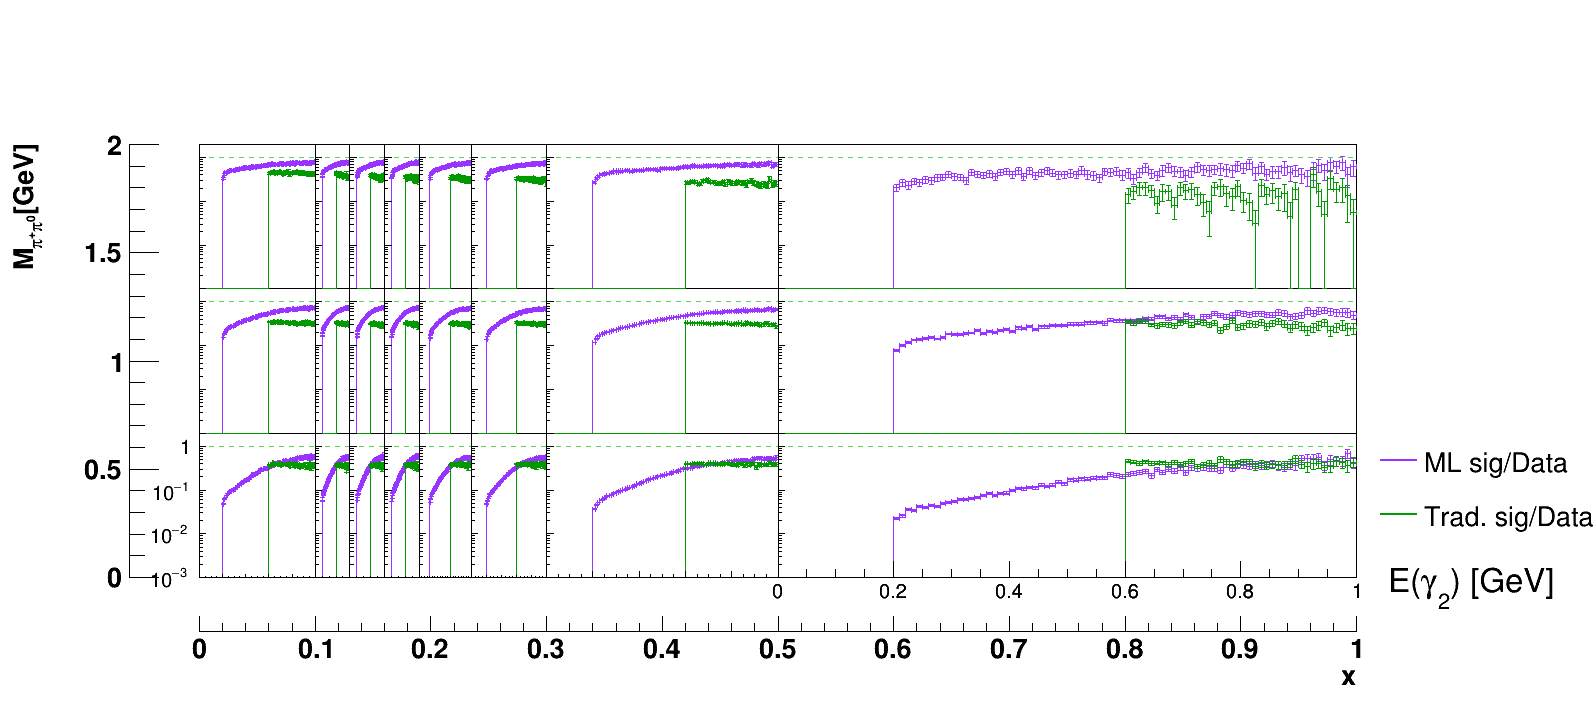 M_{π⁺π⁰}[GeV]
2
1.5
1
0.5
0
1
10⁻¹
10⁻²
10⁻³
0 0.2 0.4 0.6 0.8 1
E(γ₂) [GeV]
0 0.1 0.2 0.3 0.4 0.5 0.6 0.7 0.8 0.9 1
x
ML sig/Data
Trad. sig/Data